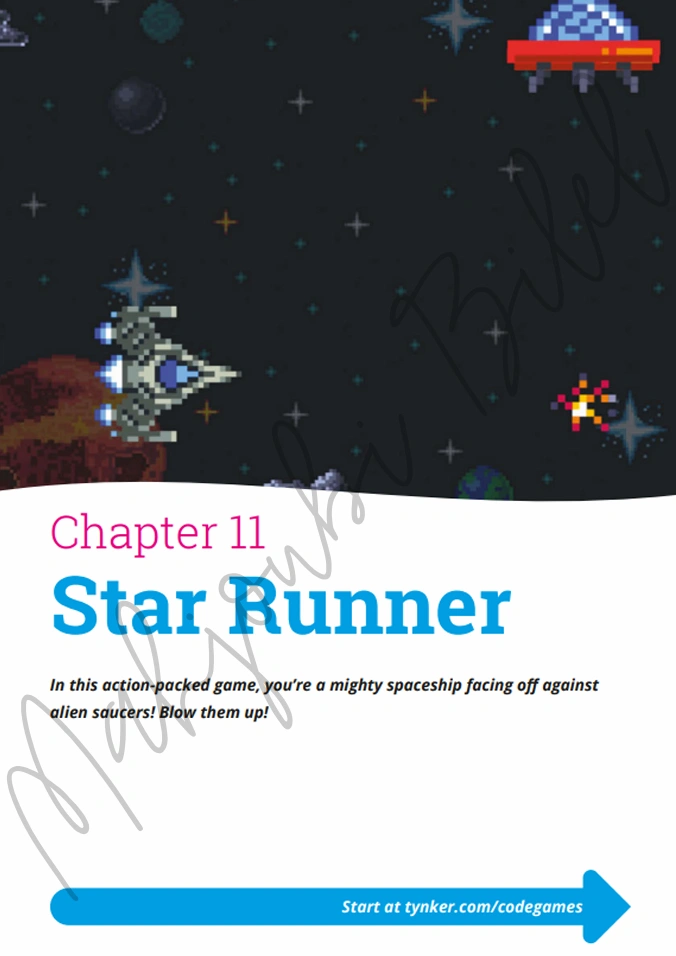 Chapter 11
Star Runner
In this action-packed game, you’re a mighty spaceship facing off against
alien saucers! Blow them up!
Start at tynker.com/codegames